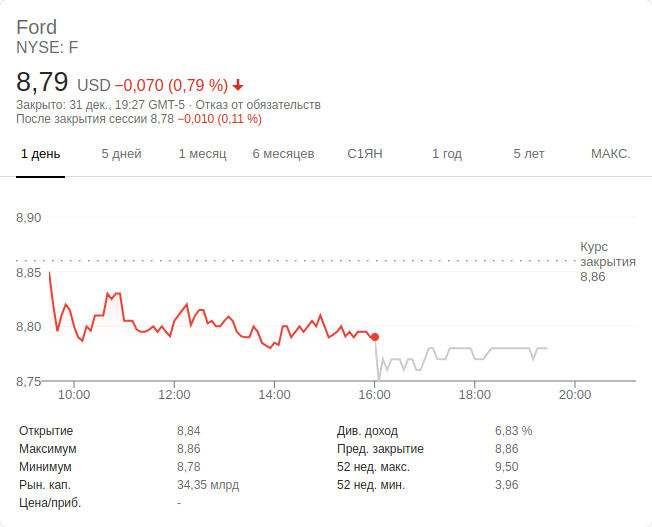 Ford
NYSE: F
8,79 USD −0,070 (0,79 %)
Закрыто: 31 дек., 19:27 GMT-5 · Отказ от обязательств
После закрытия сессии 8,78 −0,010 (0,11 %)
1 день 5 дней 1 месяц 6 месяцев С1ЯН 1 год 5 лет МАКС.
8,90
Курс
закрытия
8,86
8,85
8,80
8,75
10:00 12:00 14:00 16:00 18:00 20:00
Открытие 8,84 Див. доход 6,83 %
Максимум 8,86 Пред. закрытие 8,86
Минимум 8,78 52 нед. макс. 9,50
Рын. кап. 34,35 млрд 52 нед. мин. 3,96
Цена/приб. -